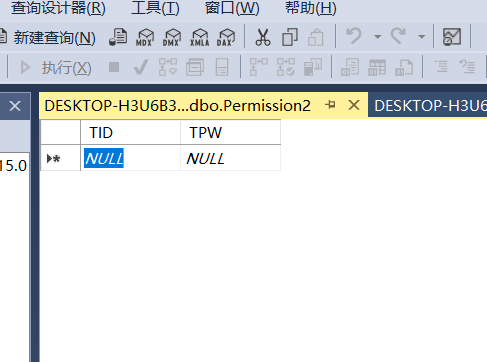 查询设计器(R) 工具(T) 窗口(W) 帮助(H)
新建查询(N) MDX DMX XMLA DAX
执行(X)
DESKTOP-H3U6B3...dbo.Permission2 DESKTOP-H3U6
TID TPW
15.0 NULL NULL